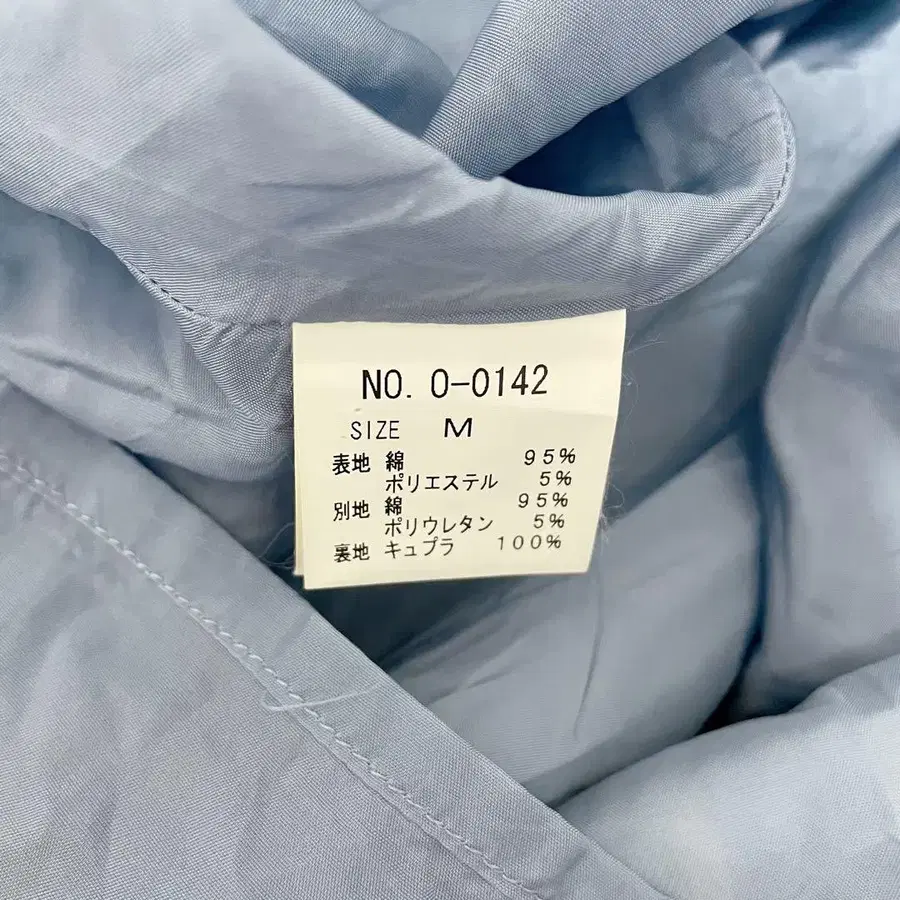 NO. 0-0142
SIZE M
表地 綿 95%
ポリエステル 5%
別地 綿 95%
ポリウレタン 5%
裏地 キュプラ 100%